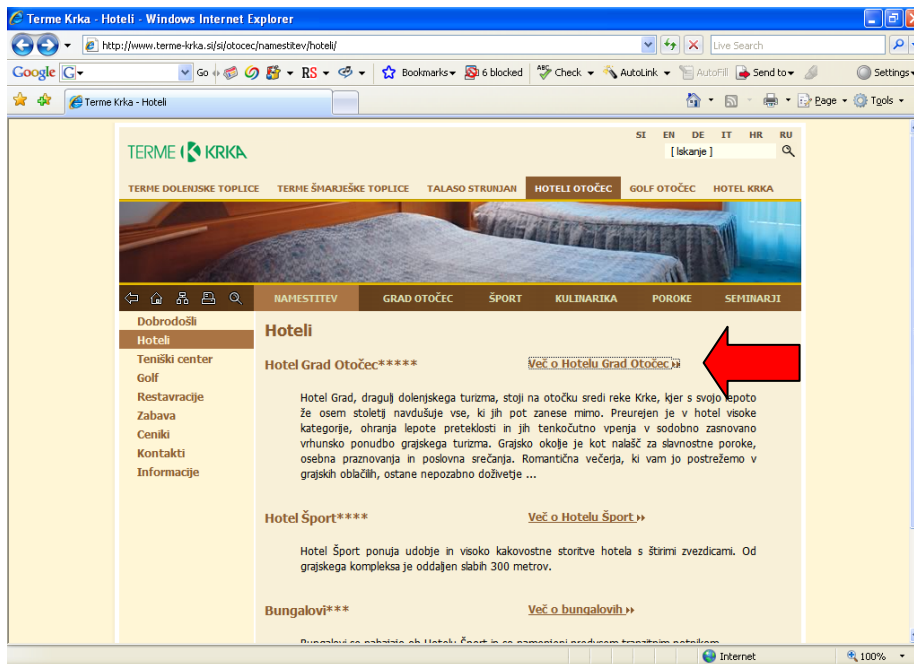 Terme Krka - Hoteli - Windows Internet Explorer
http://www.terme-krka.si/si/otocec/namestitev/hoteli/
Live Search
Google
G
Go
RS
Bookmarks
6 blocked
ABC
Check
AutoLink
AutoFill
Send to
Settings
Terme Krka - Hoteli
Page
Tools
SI EN DE IT HR RU
TERME KRKA
[ Iskanje ]
TERME DOLENJSKE TOPLICE TERME ŠMARJEŠKE TOPLICE TALASO STRUNJAN HOTELI OTOČEC GOLF OTOČEC HOTEL KRKA
NAMESTITEV GRAD OTOČEC ŠPORT KULINARIKA POROKE SEMINARJI
Dobrodošli
Hoteli
Teniški center
Golf
Restavracije
Zabava
Ceniki
Kontakti
Informacije
Hoteli
Hotel Grad Otočec***** Več o Hotelu Grad Otočec
Hotel Grad, dragulj dolenjskega turizma, stoji na otočku sredi reke Krke, kjer s svojo lepoto
že osem stoletij navdušuje vse, ki jih pot zanese mimo. Preurejen je v hotel visoke
kategorije, ohranja lepote preteklosti in jih tenkočutno vpenja v sodobno zasnovano
vrhunsko ponudbo grajskega turizma. Grajsko okolje je kot nalašč za slavnostne poroke,
osebna praznovanja in poslovna srečanja. Romantična večerja, ki vam jo postrežemo v
grajskih oblačilih, ostane nepozabno doživetje ...
Hotel Šport**** Več o Hotelu Šport
Hotel Šport ponuja udobje in visoko kakovostne storitve hotela s štirimi zvezdicami. Od
grajskega kompleksa je oddaljen slabih 300 metrov.
Bungalovi*** Več o bungalovih
Internet
100%